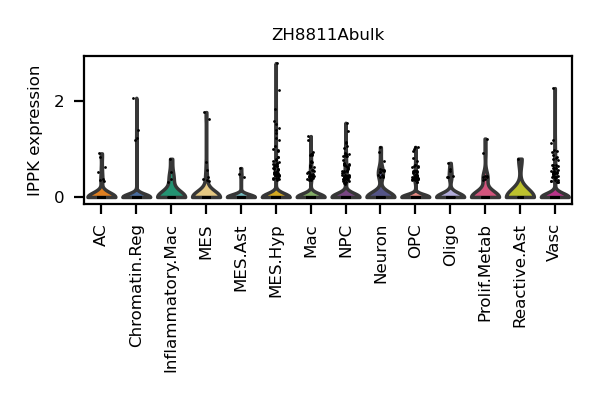 ZH8811Abulk
IPPK expression
2
0
AC
Chromatin.Reg
Inflammatory.Mac
MES
MES.Ast
MES.Hyp
Mac
NPC
Neuron
OPC
Oligo
Prolif.Metab
Reactive.Ast
Vasc